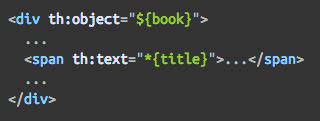 <div th:object="${book}">
  ...
  <span th:text="*{title}">...</span>
  ...
</div>